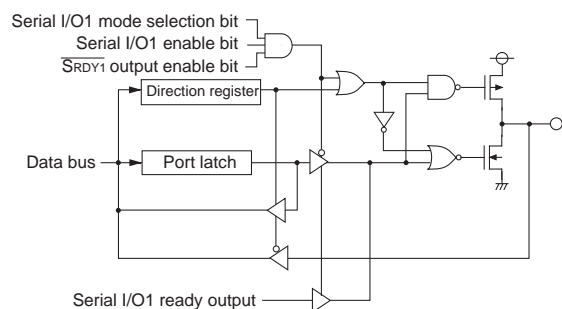 Serial I/O1 mode selection bit
Serial I/O1 enable bit
SRDY1 output enable bit
Direction register
Data bus
Port latch
Serial I/O1 ready output